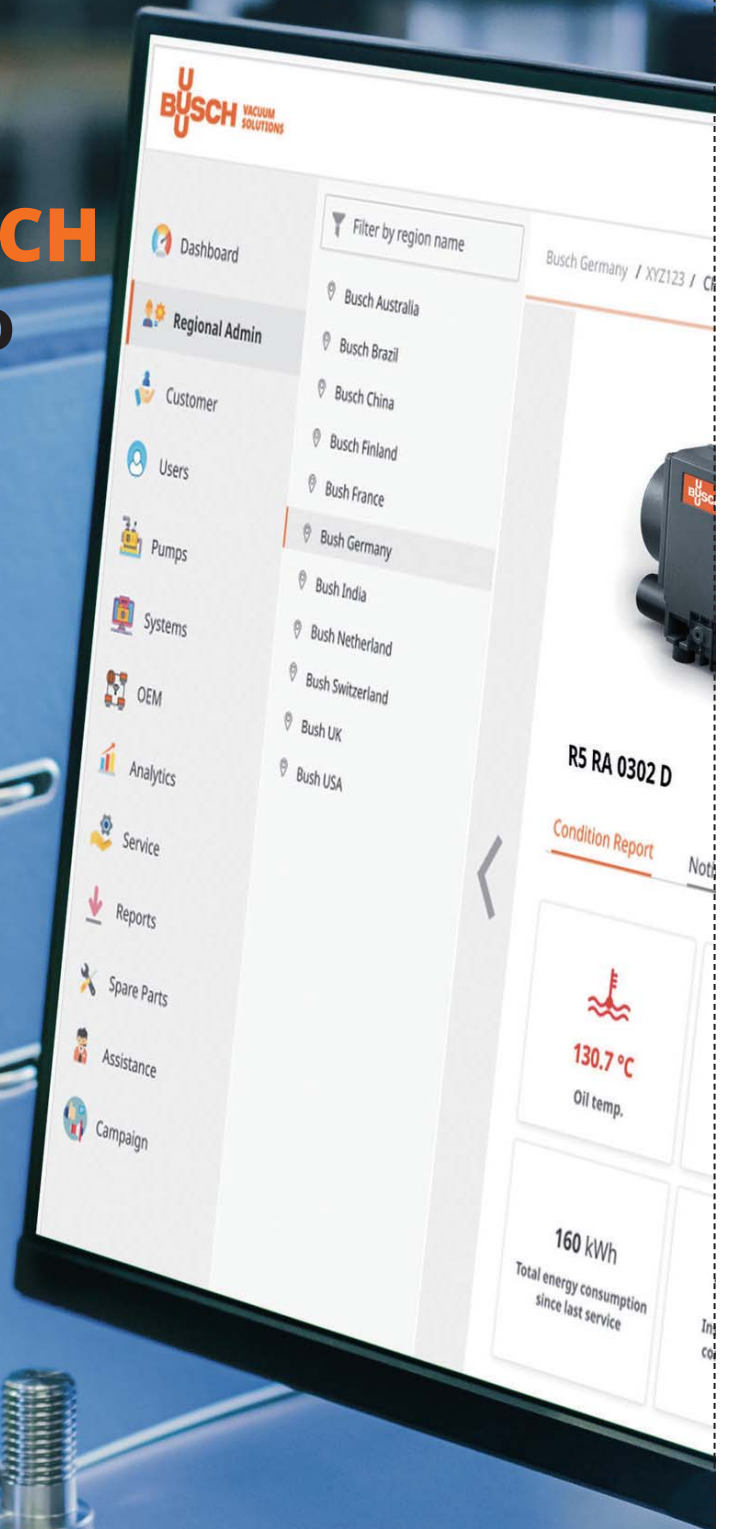 BUSCH VACUUM
SOLUTIONS
CH
Dashboard
Regional Admin
Customer
Users
Pumps
Systems
OEM
Analytics
Service
Reports
Spare Parts
Assistance
Campaign
Filter by region name
Busch Australia
Busch Brazil
Busch China
Busch Finland
Bush France
Bush Germany
Bush India
Bush Netherland
Bush Switzerland
Bush UK
Bush USA
Busch Germany / XYZ123 /
R5 RA 0302 D
Condition Report
130.7 °C
Oil temp.
160 kWh
Total energy consumption
since last service